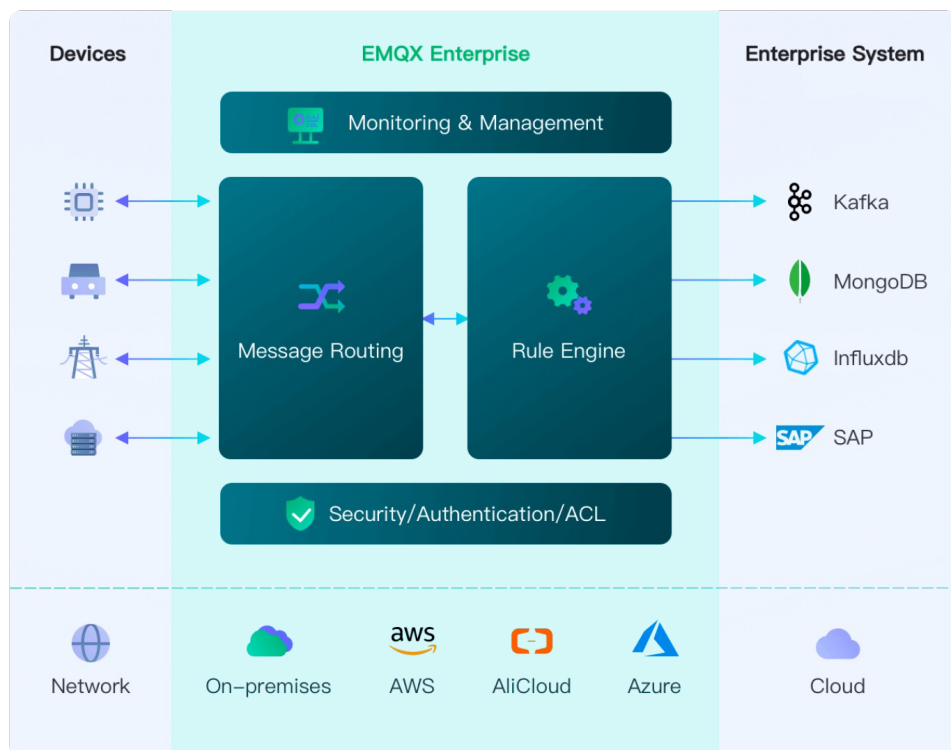 Devices
EMQX Enterprise
Enterprise System
Monitoring & Management
Message Routing
Rule Engine
Kafka
MongoDB
Influxdb
SAP
SAP
Security/Authentication/ACL
aws
Network
On-premises
AWS
AliCloud
Azure
Cloud